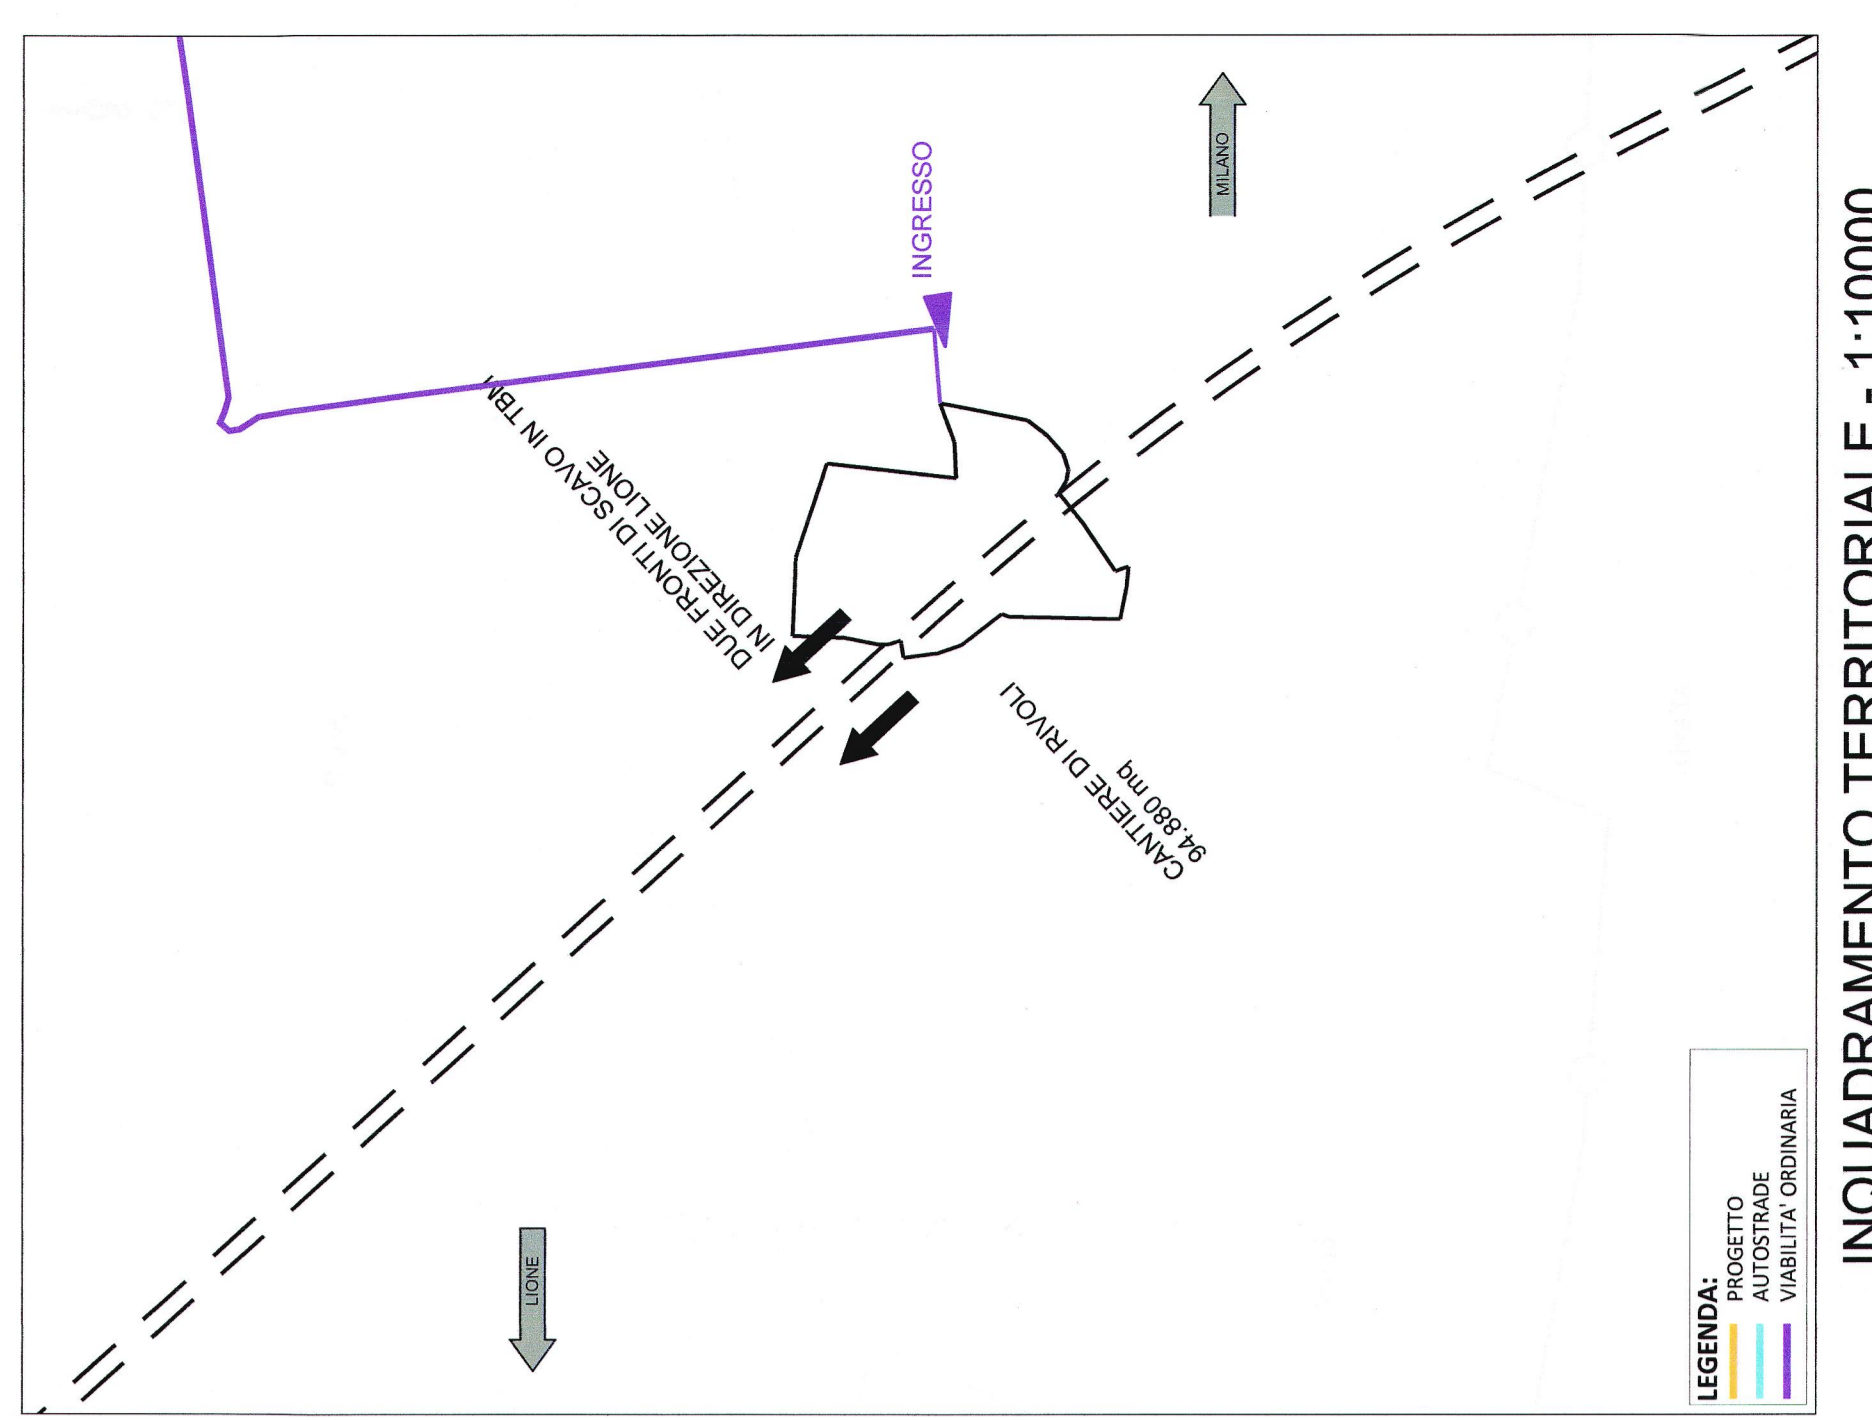 INGRESSO
MILANO
DUE FRONTI DI SCAVO IN TBM
IN DIREZIONE LIONE
CANTIERE DI RIVOLI
94.880 mq
LIONE
LEGENDA:
PROGETTO
AUTOSTRADE
VIABILITA' ORDINARIA
INQUADRAMENTO TERRITORIALE - 1:10000